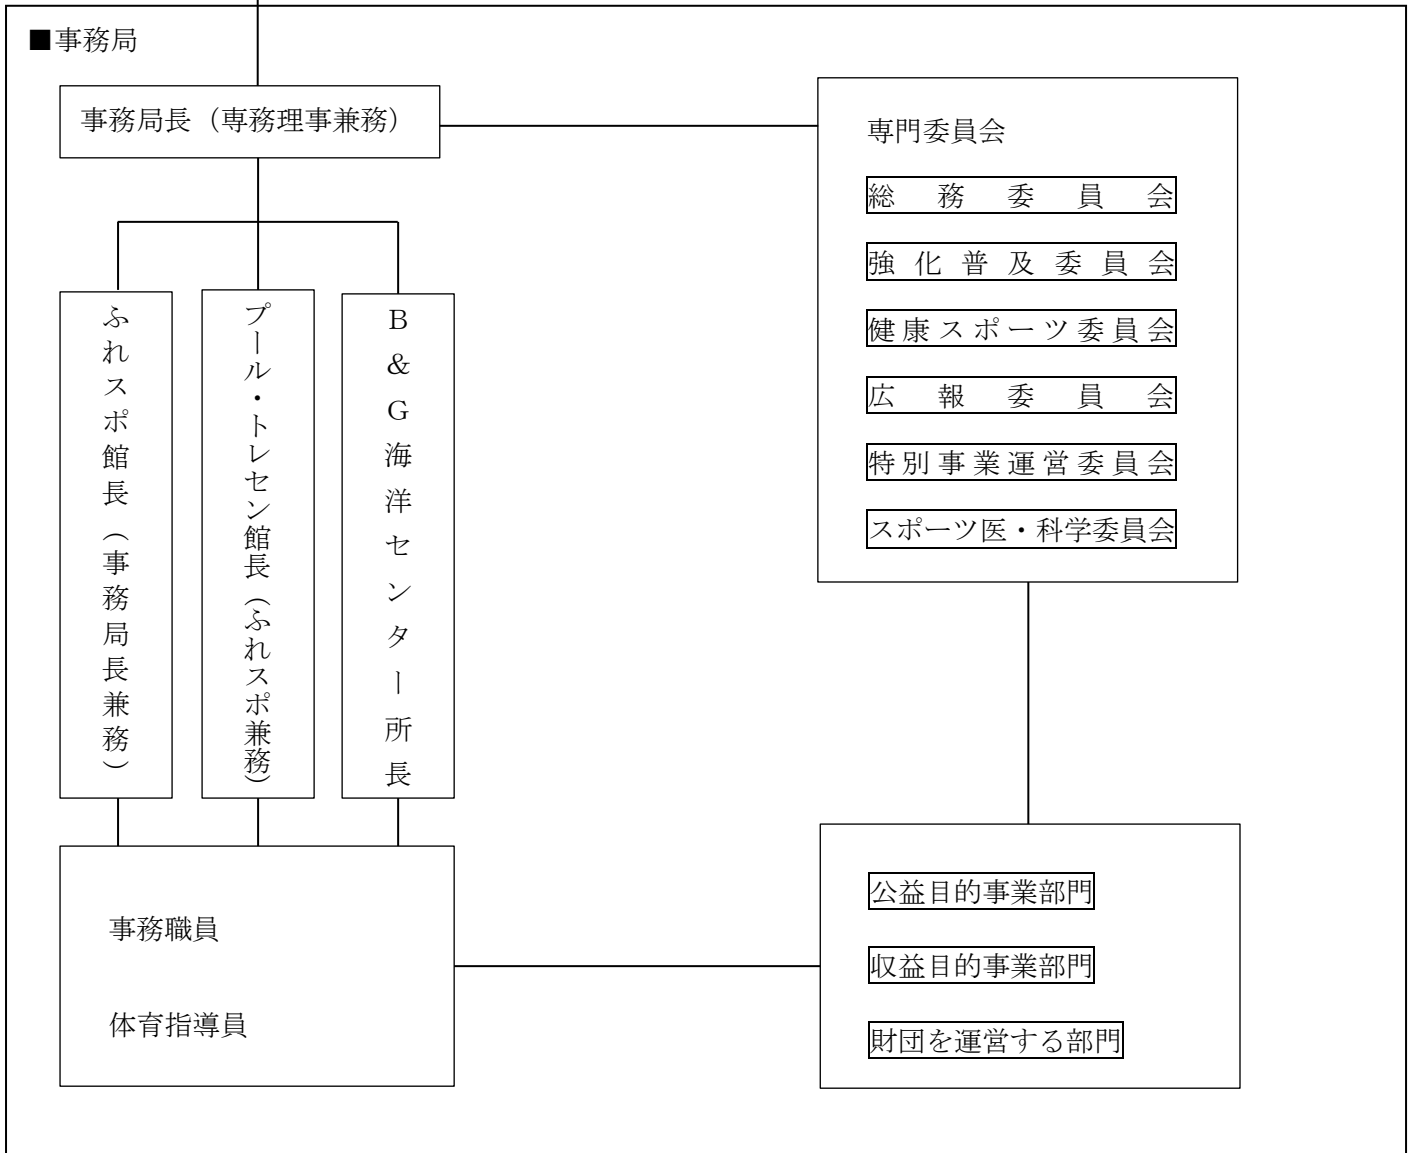 ■事務局
事務局長（専務理事兼務）
専門委員会
総務委員会
強化普及委員会
健康スポーツ委員会
広報委員会
特別事業運営委員会
スポーツ医・科学委員会
ふれスポ館長（事務局長兼務）
プール・トレセン館長（ふれスポ兼務）
B&G海洋センター所長
事務職員
体育指導員
公益目的事業部門
収益目的事業部門
財団を運営する部門